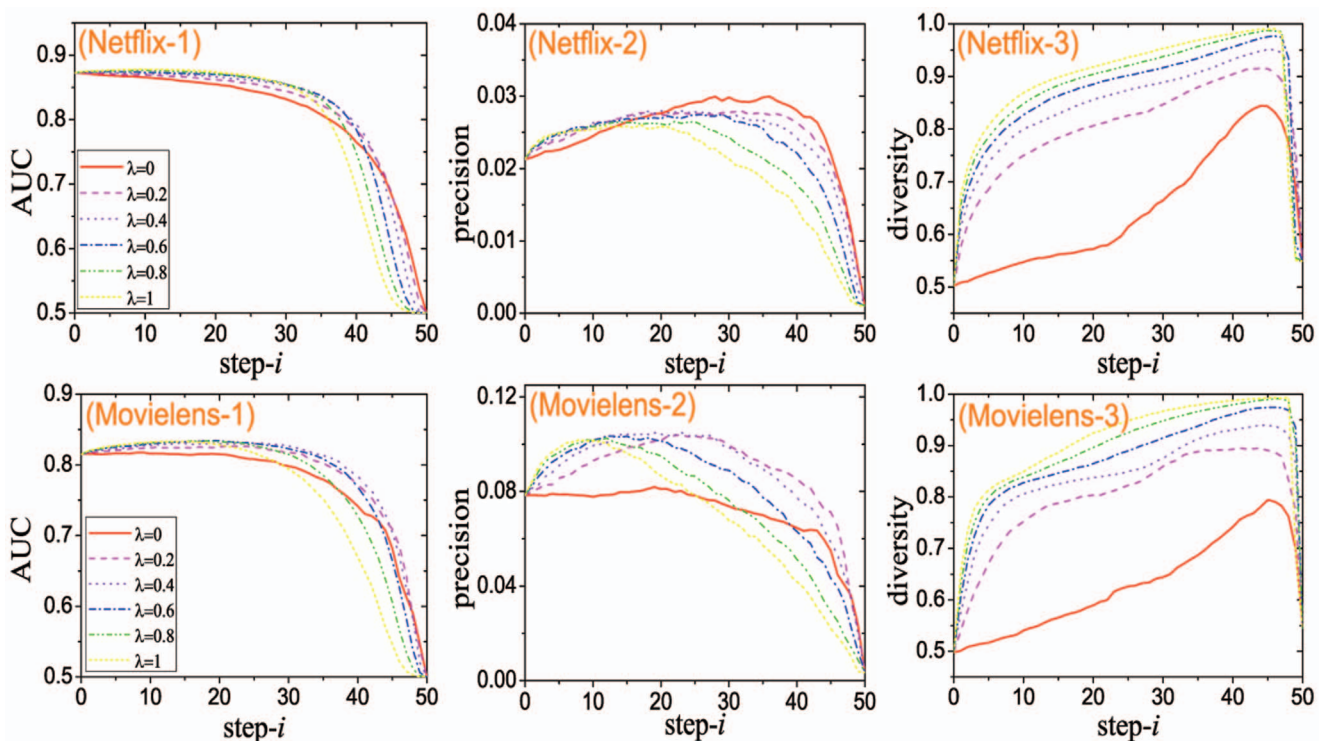 (Netflix-1)
0.9
0.8
0.7
0.6
0.5
AUC
λ=0
λ=0.2
λ=0.4
λ=0.6
λ=0.8
λ=1
0 10 20 30 40 50
step-i
(Netflix-2)
0.04
0.03
0.02
0.01
0.00
precision
0 10 20 30 40 50
step-i
(Netflix-3)
1.0
0.9
0.8
0.7
0.6
0.5
diversity
0 10 20 30 40 50
step-i
(Movielens-1)
0.9
0.8
0.7
0.6
0.5
AUC
λ=0
λ=0.2
λ=0.4
λ=0.6
λ=0.8
λ=1
0 10 20 30 40 50
step-i
(Movielens-2)
0.12
0.08
0.04
0.00
precision
0 10 20 30 40 50
step-i
(Movielens-3)
1.0
0.9
0.8
0.7
0.6
0.5
diversity
0 10 20 30 40 50
step-i